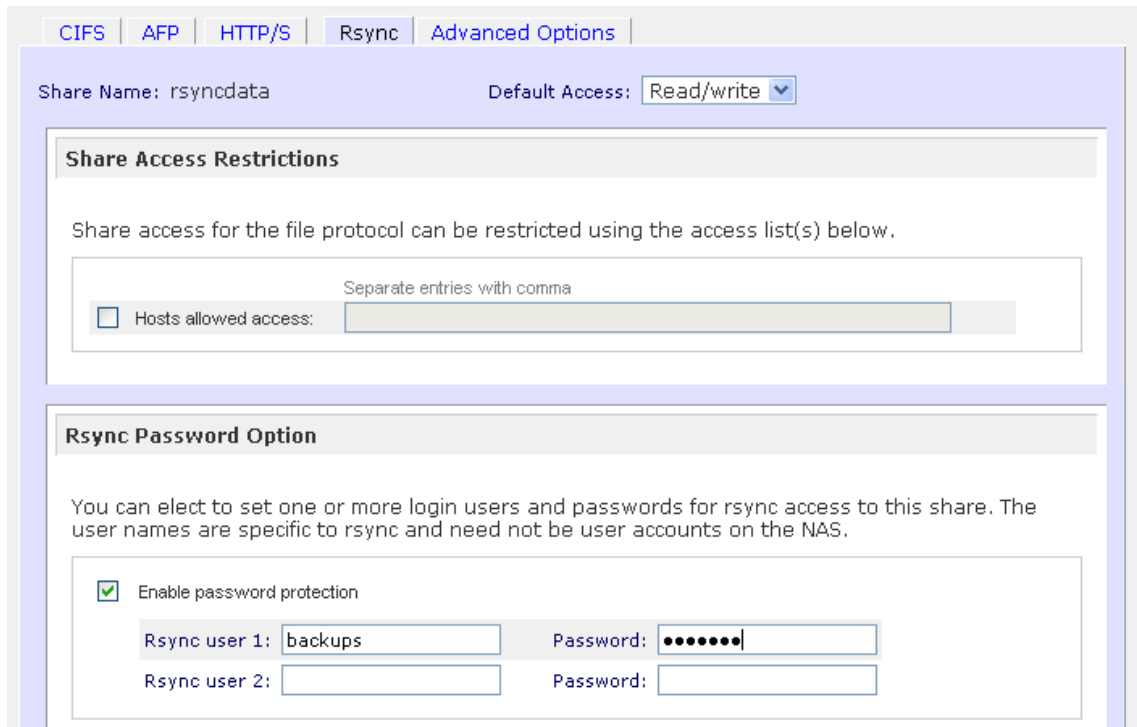 CIFS AFP HTTP/S Rsync Advanced Options
Share Name: rsyncdata Default Access: Read/write
Share Access Restrictions
Share access for the file protocol can be restricted using the access list(s) below.
Separate entries with comma
Hosts allowed access:
Rsync Password Option
You can elect to set one or more login users and passwords for rsync access to this share. The
user names are specific to rsync and need not be user accounts on the NAS.
Enable password protection
Rsync user 1: backups Password: •••••••
Rsync user 2: Password: